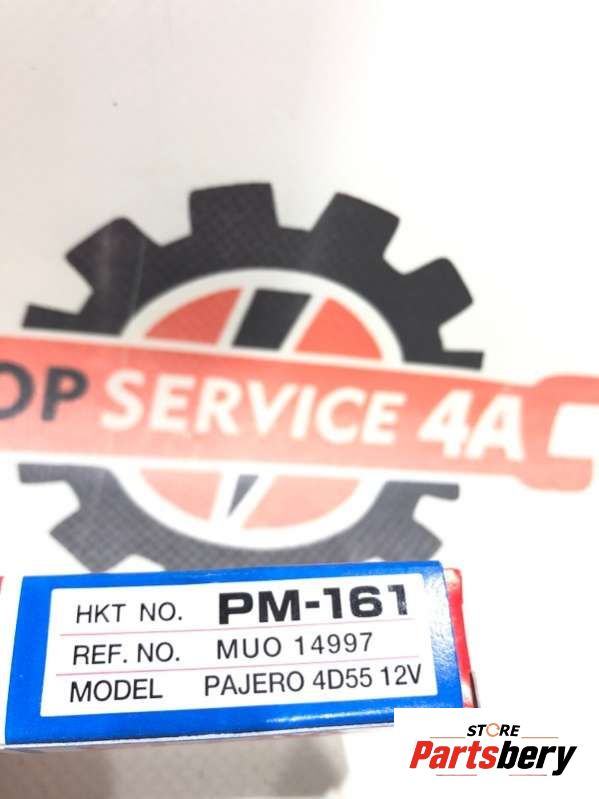 OP SERVICE 4A
HKT NO. PM-161
REF. NO. MUO 14997
MODEL PAJERO 4D55 12V
STORE
Partsbery